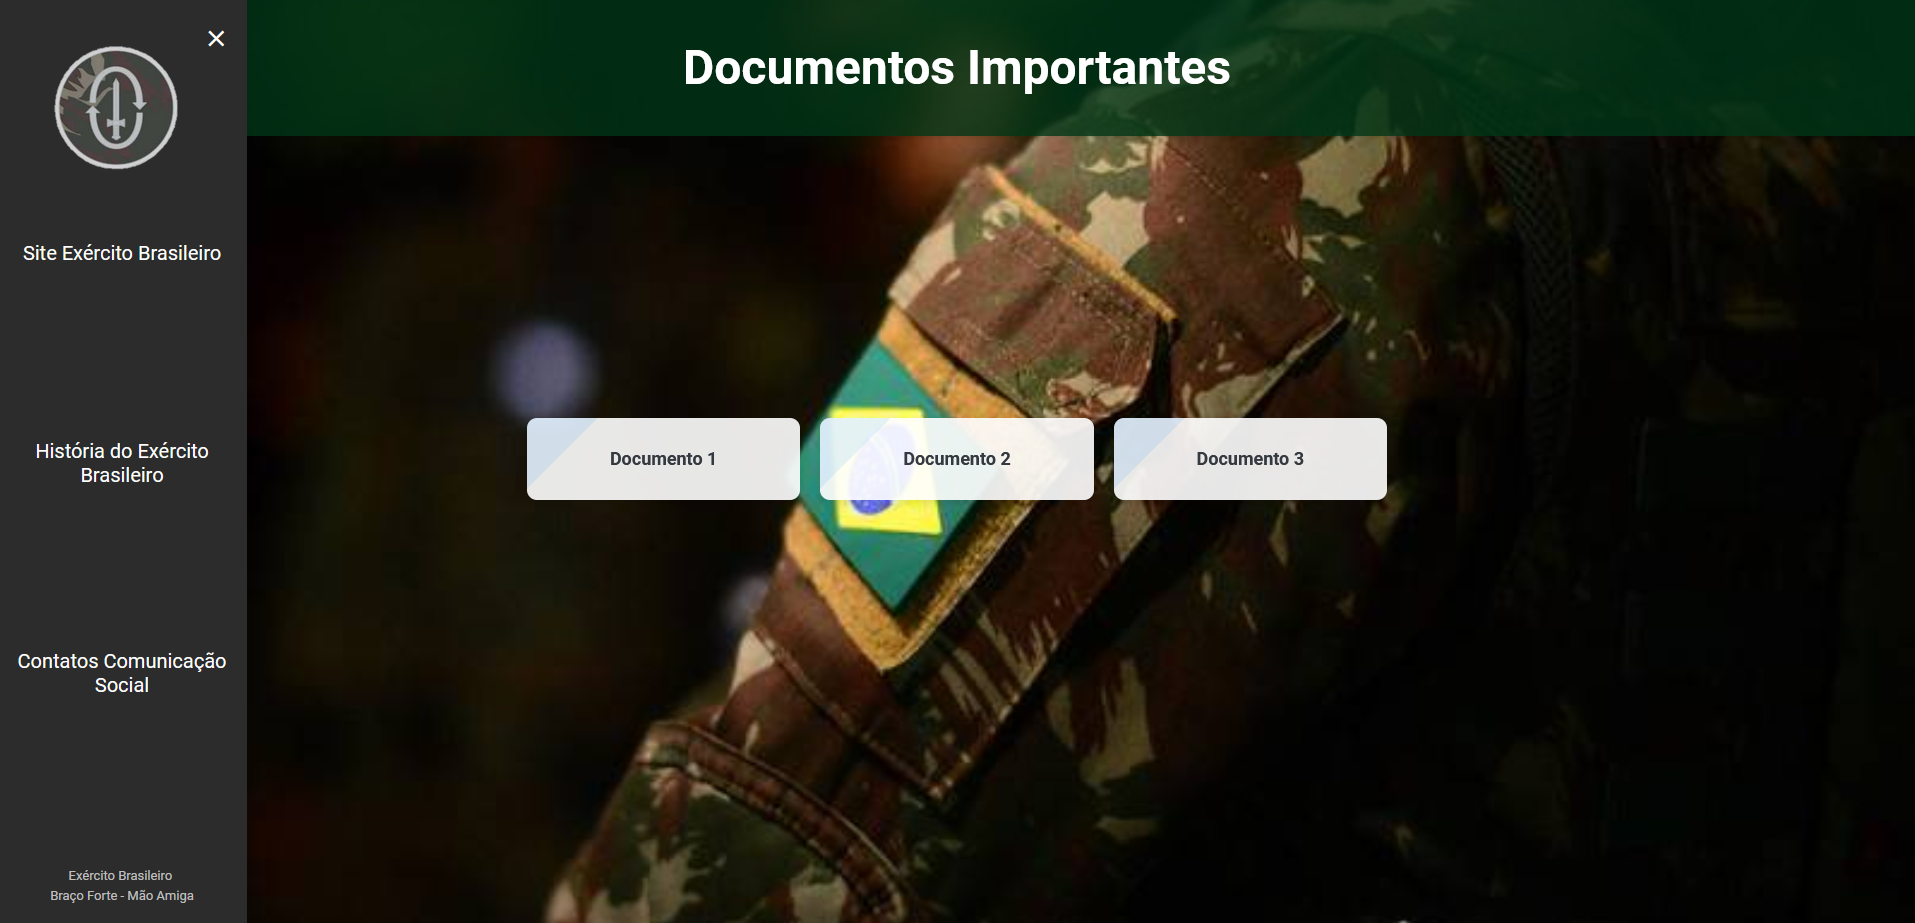 Documentos Importantes
Site Exército Brasileiro
História do Exército
Brasileiro
Contatos Comunicação
Social
Exército Brasileiro
Braço Forte - Mão Amiga
Documento 1
Documento 2
Documento 3